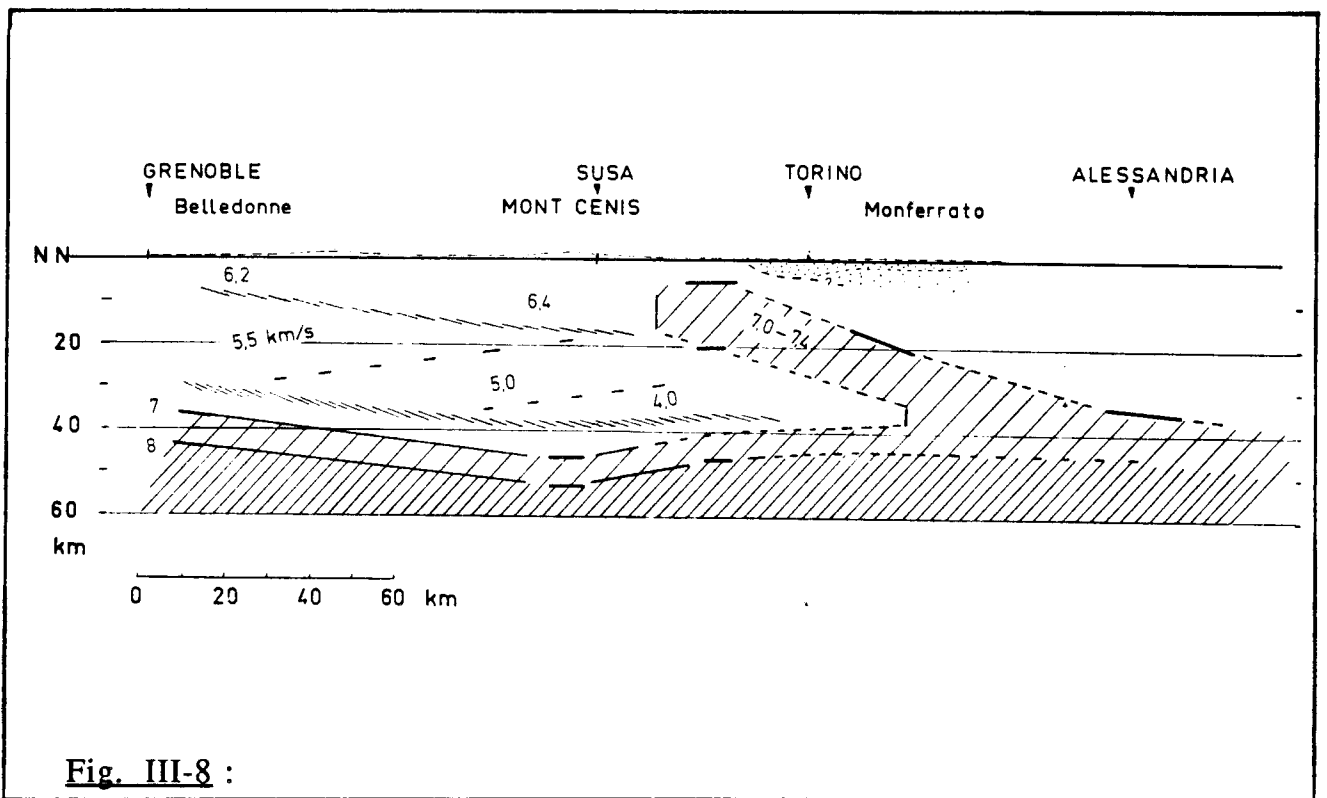 GRENOBLE SUSA TORINO ALESSANDRIA
Belledonne MONT CENIS Monferrato
NN
6,2
6,4
5,5 km/s
7,0–7,4
20
5,0
4,0
7
40
8
60
km
0 20 40 60 km
Fig. III-8 :